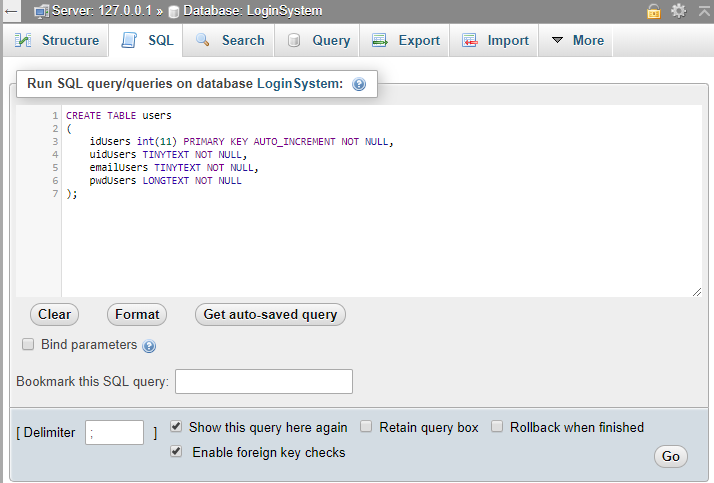 Server: 127.0.0.1 » Database: LoginSystem
Structure SQL Search Query Export Import More
Run SQL query/queries on database LoginSystem:
1 CREATE TABLE users
2 (
3 idUsers int(11) PRIMARY KEY AUTO_INCREMENT NOT NULL,
4 uidUsers TINYTEXT NOT NULL,
5 emailUsers TINYTEXT NOT NULL,
6 pwdUsers LONGTEXT NOT NULL
7 );
Clear Format Get auto-saved query
Bind parameters
Bookmark this SQL query:
[ Delimiter ; ] Show this query here again Retain query box Rollback when finished
Enable foreign key checks
Go